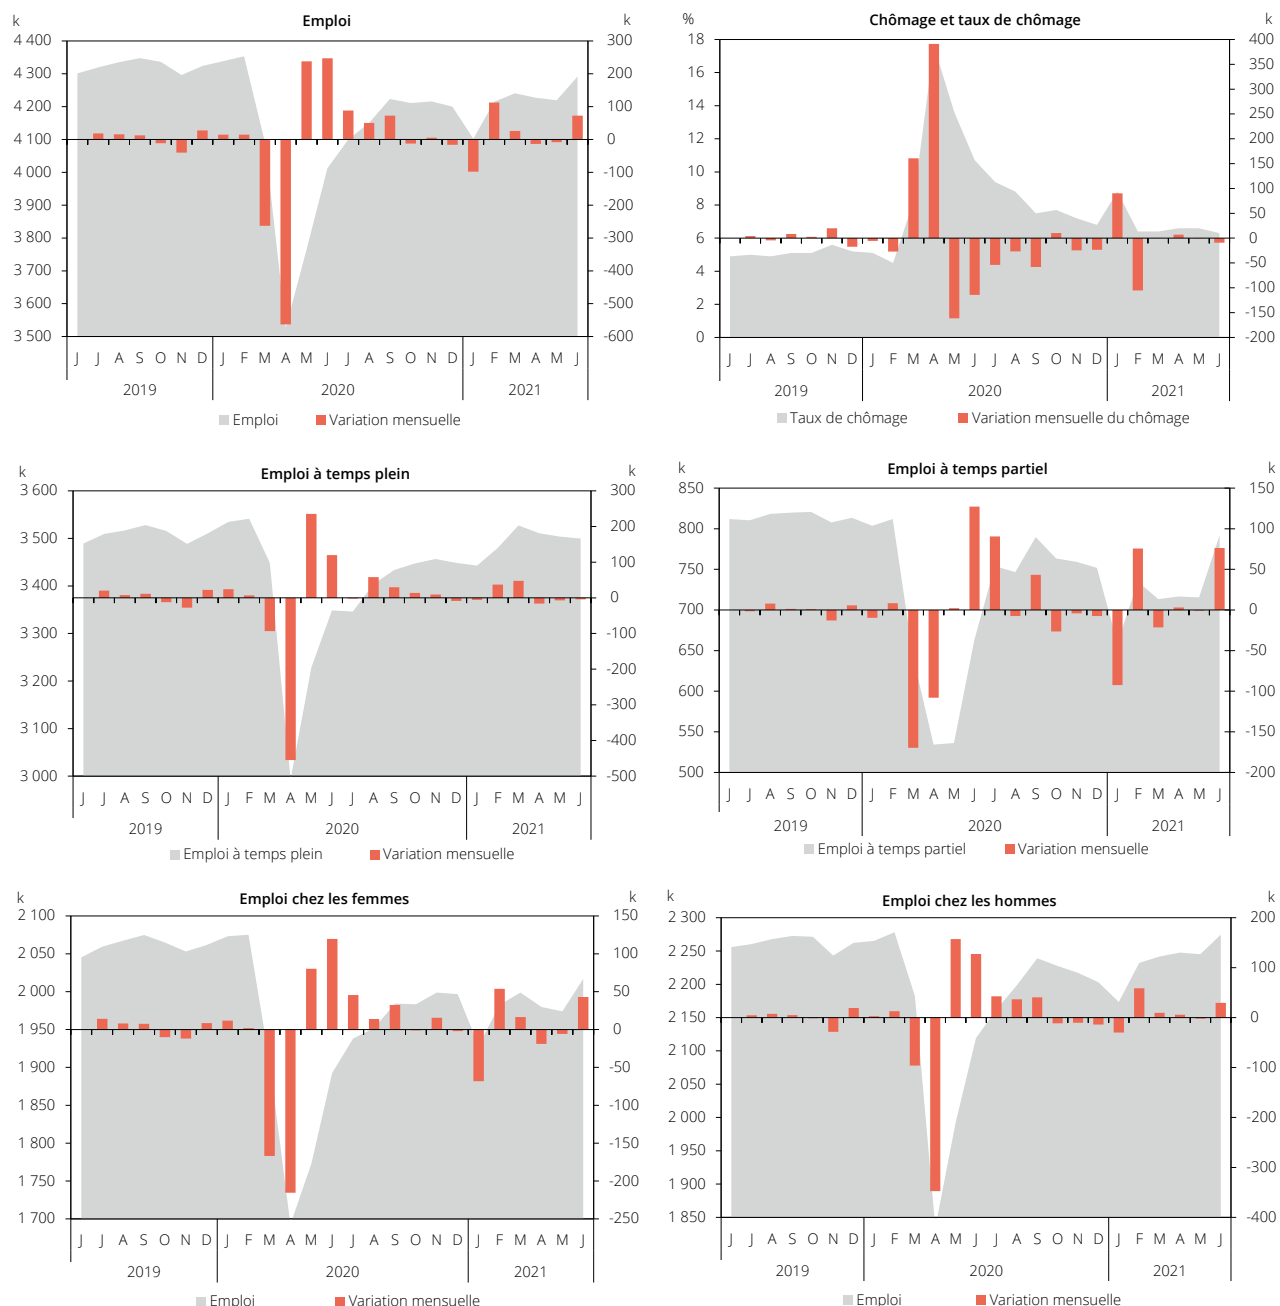 Emploi
k k
4 400 300
4 300 200
4 200 100
4 100 0
4 000 -100
3 900 -200
3 800 -300
3 700 -400
3 600 -500
3 500 -600
J J A S O N D J F M A M J J A S O N D J F M A M J
2019 2020 2021
Emploi Variation mensuelle
Chômage et taux de chômage
% k
18 400
16 350
14 300
12 250
10 200
8 150
6 100
4 50
2 0
0 -50
-100
-150
-200
J J A S O N D J F M A M J J A S O N D J F M A M J
2019 2020 2021
Taux de chômage Variation mensuelle du chômage
Emploi à temps plein
k k
3 600 300
3 500 200
3 400 100
3 300 0
3 200 -100
3 100 -200
3 000 -300
-400
-500
J J A S O N D J F M A M J J A S O N D J F M A M J
2019 2020 2021
Emploi à temps plein Variation mensuelle
Emploi à temps partiel
k k
850 150
800 100
750 50
700 0
650 -50
600 -100
550 -150
500 -200
J J A S O N D J F M A M J J A S O N D J F M A M J
2019 2020 2021
Emploi à temps partiel Variation mensuelle
Emploi chez les femmes
k k
2 100 150
2 050 100
2 000 50
1 950 0
1 900 -50
1 850 -100
1 800 -150
1 750 -200
1 700 -250
J J A S O N D J F M A M J J A S O N D J F M A M J
2019 2020 2021
Emploi Variation mensuelle
Emploi chez les hommes
k k
2 300 200
2 250 100
2 200 0
2 150 -100
2 100 -200
2 050 -300
2 000 -400
1 950
1 900
1 850
J J A S O N D J F M A M J J A S O N D J F M A M J
2019 2020 2021
Emploi Variation mensuelle